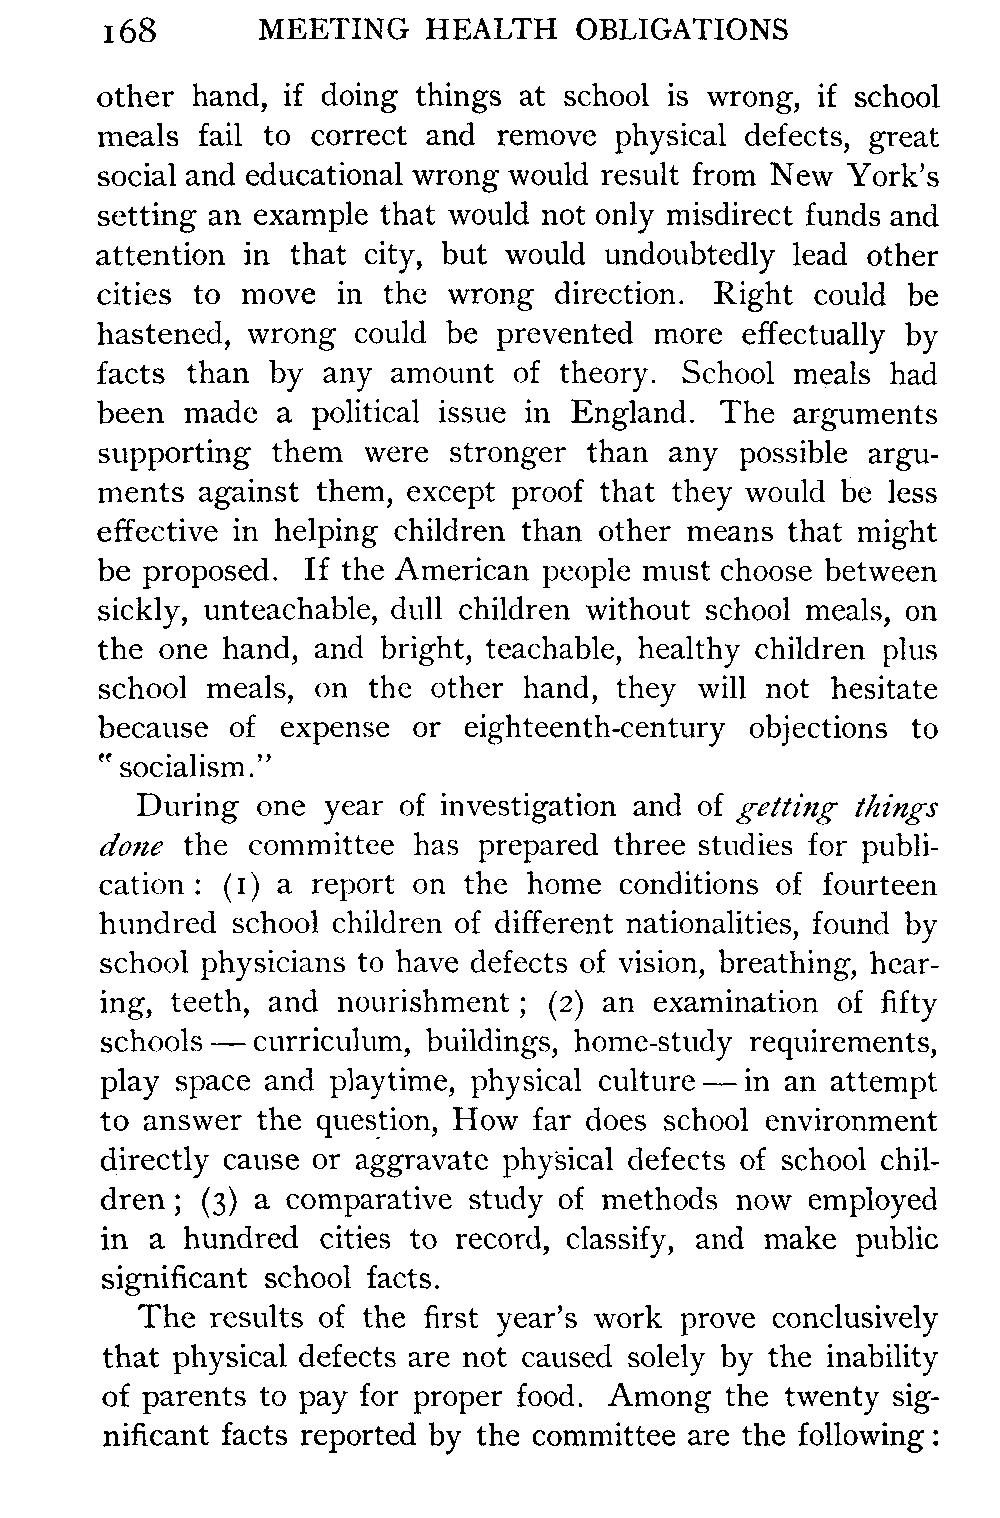 168 MEETING HEALTH OBLIGATIONS
other hand, if doing things at school is wrong, if school
meals fail to correct and remove physical defects, great
social and educational wrong would result from New York's
setting an example that would not only misdirect funds and
attention in that city, but would undoubtedly lead other
cities to move in the wrong direction. Right could be
hastened, wrong could be prevented more effectually by
facts than by any amount of theory. School meals had
been made a political issue in England. The arguments
supporting them were stronger than any possible argu-
ments against them, except proof that they would be less
effective in helping children than other means that might
be proposed. If the American people must choose between
sickly, unteachable, dull children without school meals, on
the one hand, and bright, teachable, healthy children plus
school meals, on the other hand, they will not hesitate
because of expense or eighteenth-century objections to
"socialism."
During one year of investigation and of getting things
done the committee has prepared three studies for publi-
cation: (1) a report on the home conditions of fourteen
hundred school children of different nationalities, found by
school physicians to have defects of vision, breathing, hear-
ing, teeth, and nourishment; (2) an examination of fifty
schools — curriculum, buildings, home-study requirements,
play space and playtime, physical culture — in an attempt
to answer the question, How far does school environment
directly cause or aggravate physical defects of school chil-
dren; (3) a comparative study of methods now employed
in a hundred cities to record, classify, and make public
significant school facts.
The results of the first year's work prove conclusively
that physical defects are not caused solely by the inability
of parents to pay for proper food. Among the twenty sig-
nificant facts reported by the committee are the following: